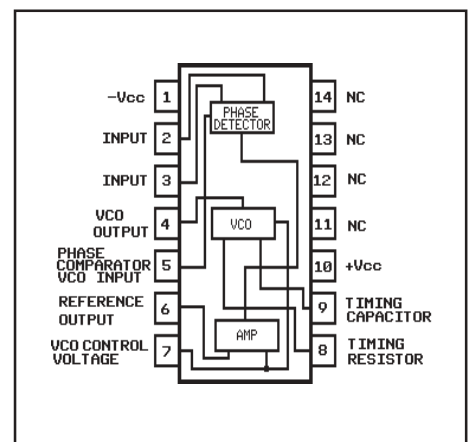 -Vcc 1
INPUT 2
INPUT 3
VCO
OUTPUT 4
PHASE
COMPARATOR
VCO INPUT 5
REFERENCE
OUTPUT 6
VCO CONTROL
VOLTAGE 7
PHASE
DETECTOR
VCO
AMP
14 NC
13 NC
12 NC
11 NC
10 +Vcc
9 TIMING
CAPACITOR
8 TIMING
RESISTOR